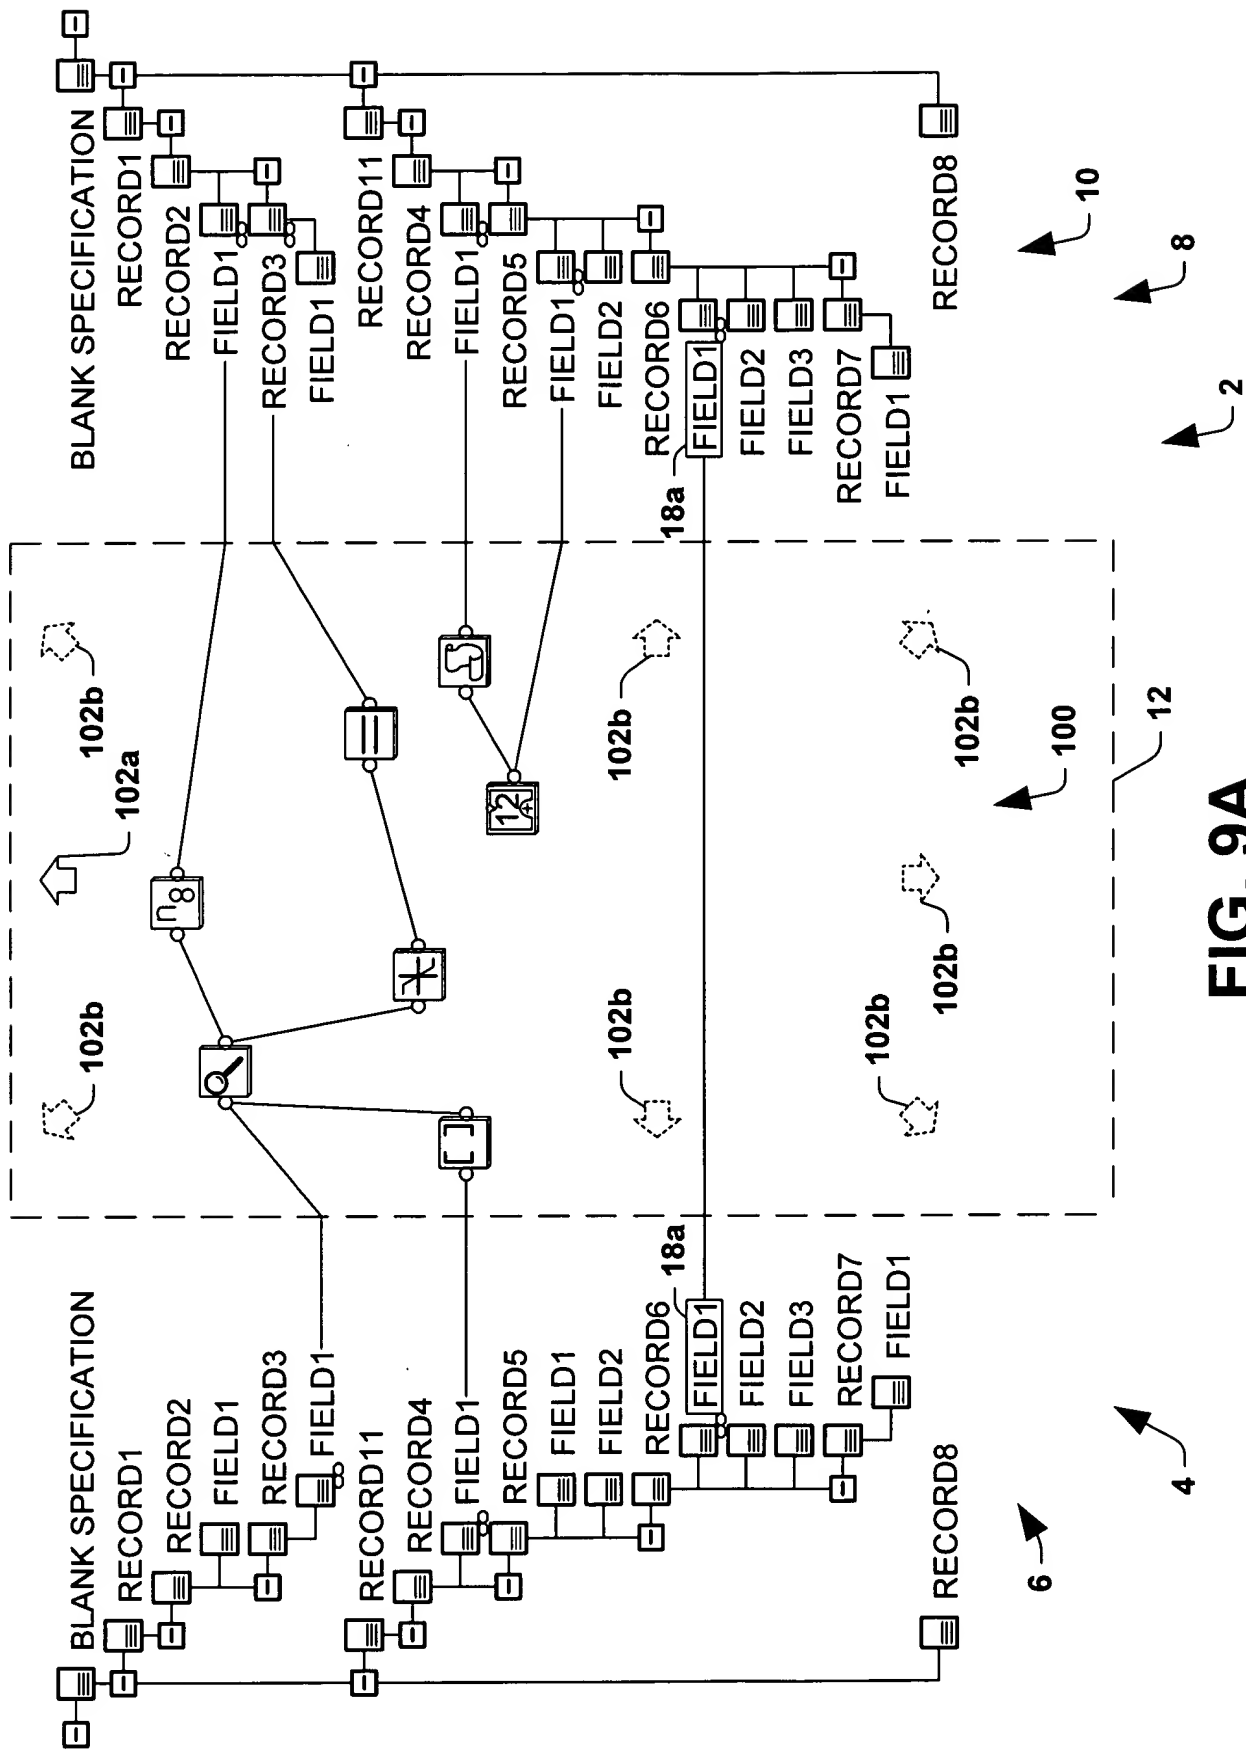 BLANK SPECIFICATION
RECORD1
RECORD2
FIELD1
RECORD3
FIELD1
RECORD11
RECORD4
FIELD1
RECORD5
FIELD1
FIELD2
RECORD6
FIELD1
18a
FIELD2
FIELD3
RECORD7
FIELD1
RECORD8
6
4
102b
102a
102b
n8
12
102b
102b
102b
102b
102b
100
12
BLANK SPECIFICATION
RECORD1
RECORD2
FIELD1
RECORD3
FIELD1
RECORD11
RECORD4
FIELD1
RECORD5
FIELD1
FIELD2
RECORD6
18a
FIELD1
FIELD2
FIELD3
RECORD7
FIELD1
RECORD8
10
8
2
FIG. 9A